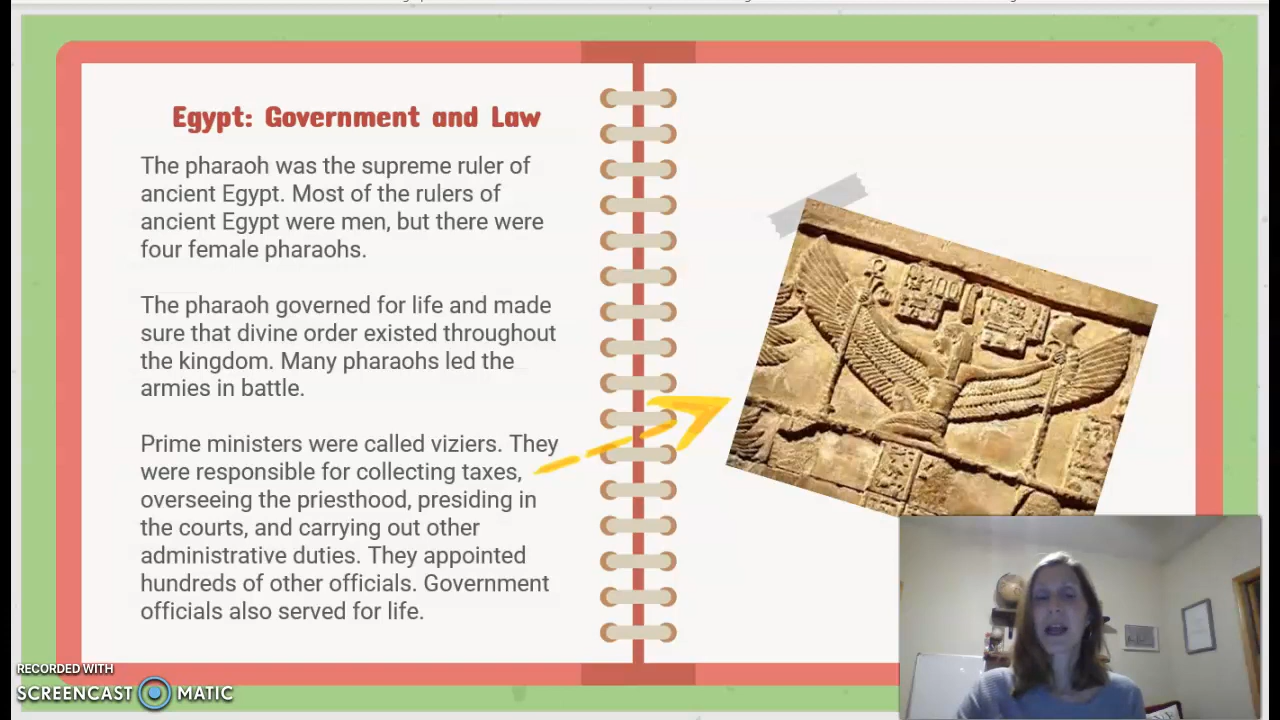 Egypt: Government and Law
The pharaoh was the supreme ruler of
ancient Egypt. Most of the rulers of
ancient Egypt were men, but there were
four female pharaohs.
The pharaoh governed for life and made
sure that divine order existed throughout
the kingdom. Many pharaohs led the
armies in battle.
Prime ministers were called viziers. They
were responsible for collecting taxes,
overseeing the priesthood, presiding in
the courts, and carrying out other
administrative duties. They appointed
hundreds of other officials. Government
officials also served for life.
RECORDED WITH
SCREENCAST MATIC